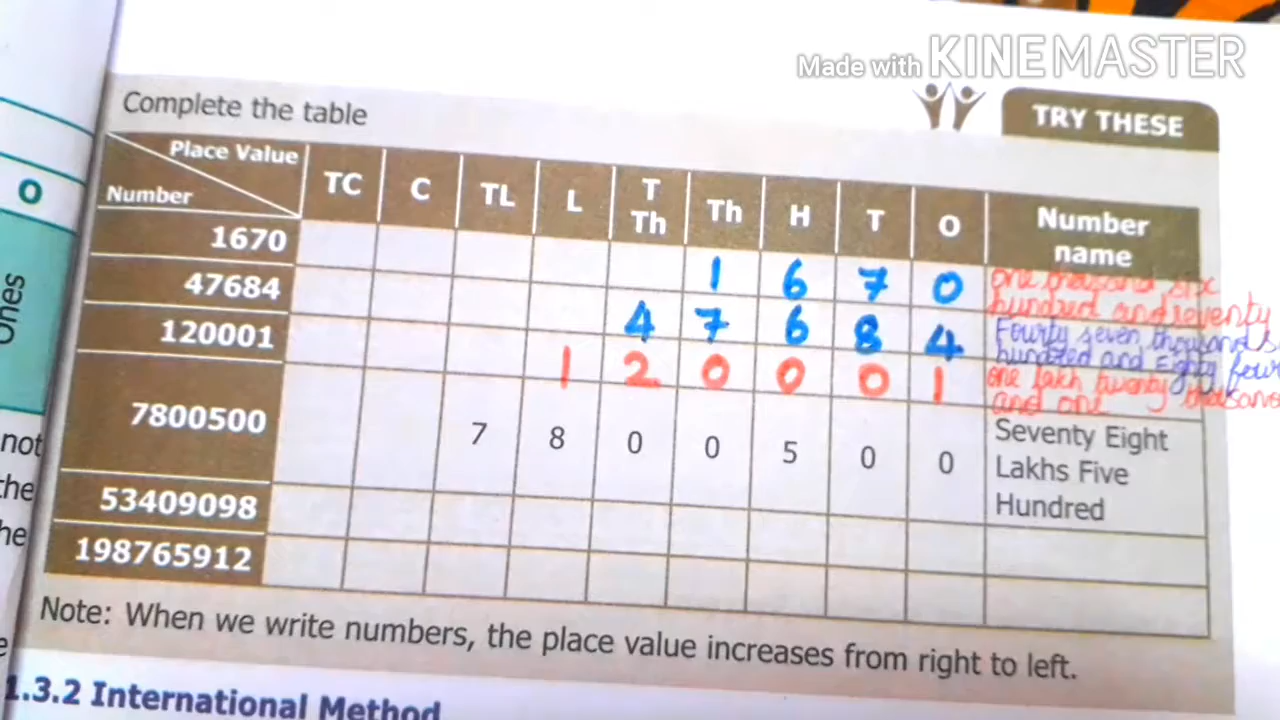 Made with KINEMASTER
Complete the table
TRY THESE
Place Value
Number
TC C TL L T Th Th H T O Number name
1670 1 6 7 0 one thousand, six
hundred and seventy
47684 4 7 6 8 4 Fourty seven thousand
hundred and Eighty four
120001 1 2 0 0 0 1 one lakh twenty thousand
and one
7800500 7 8 0 0 5 0 0 Seventy Eight
Lakhs Five
Hundred
53409098
198765912
Note: When we write numbers, the place value increases from right to left.
1.3.2 International Method
O
Ones
not
the
he